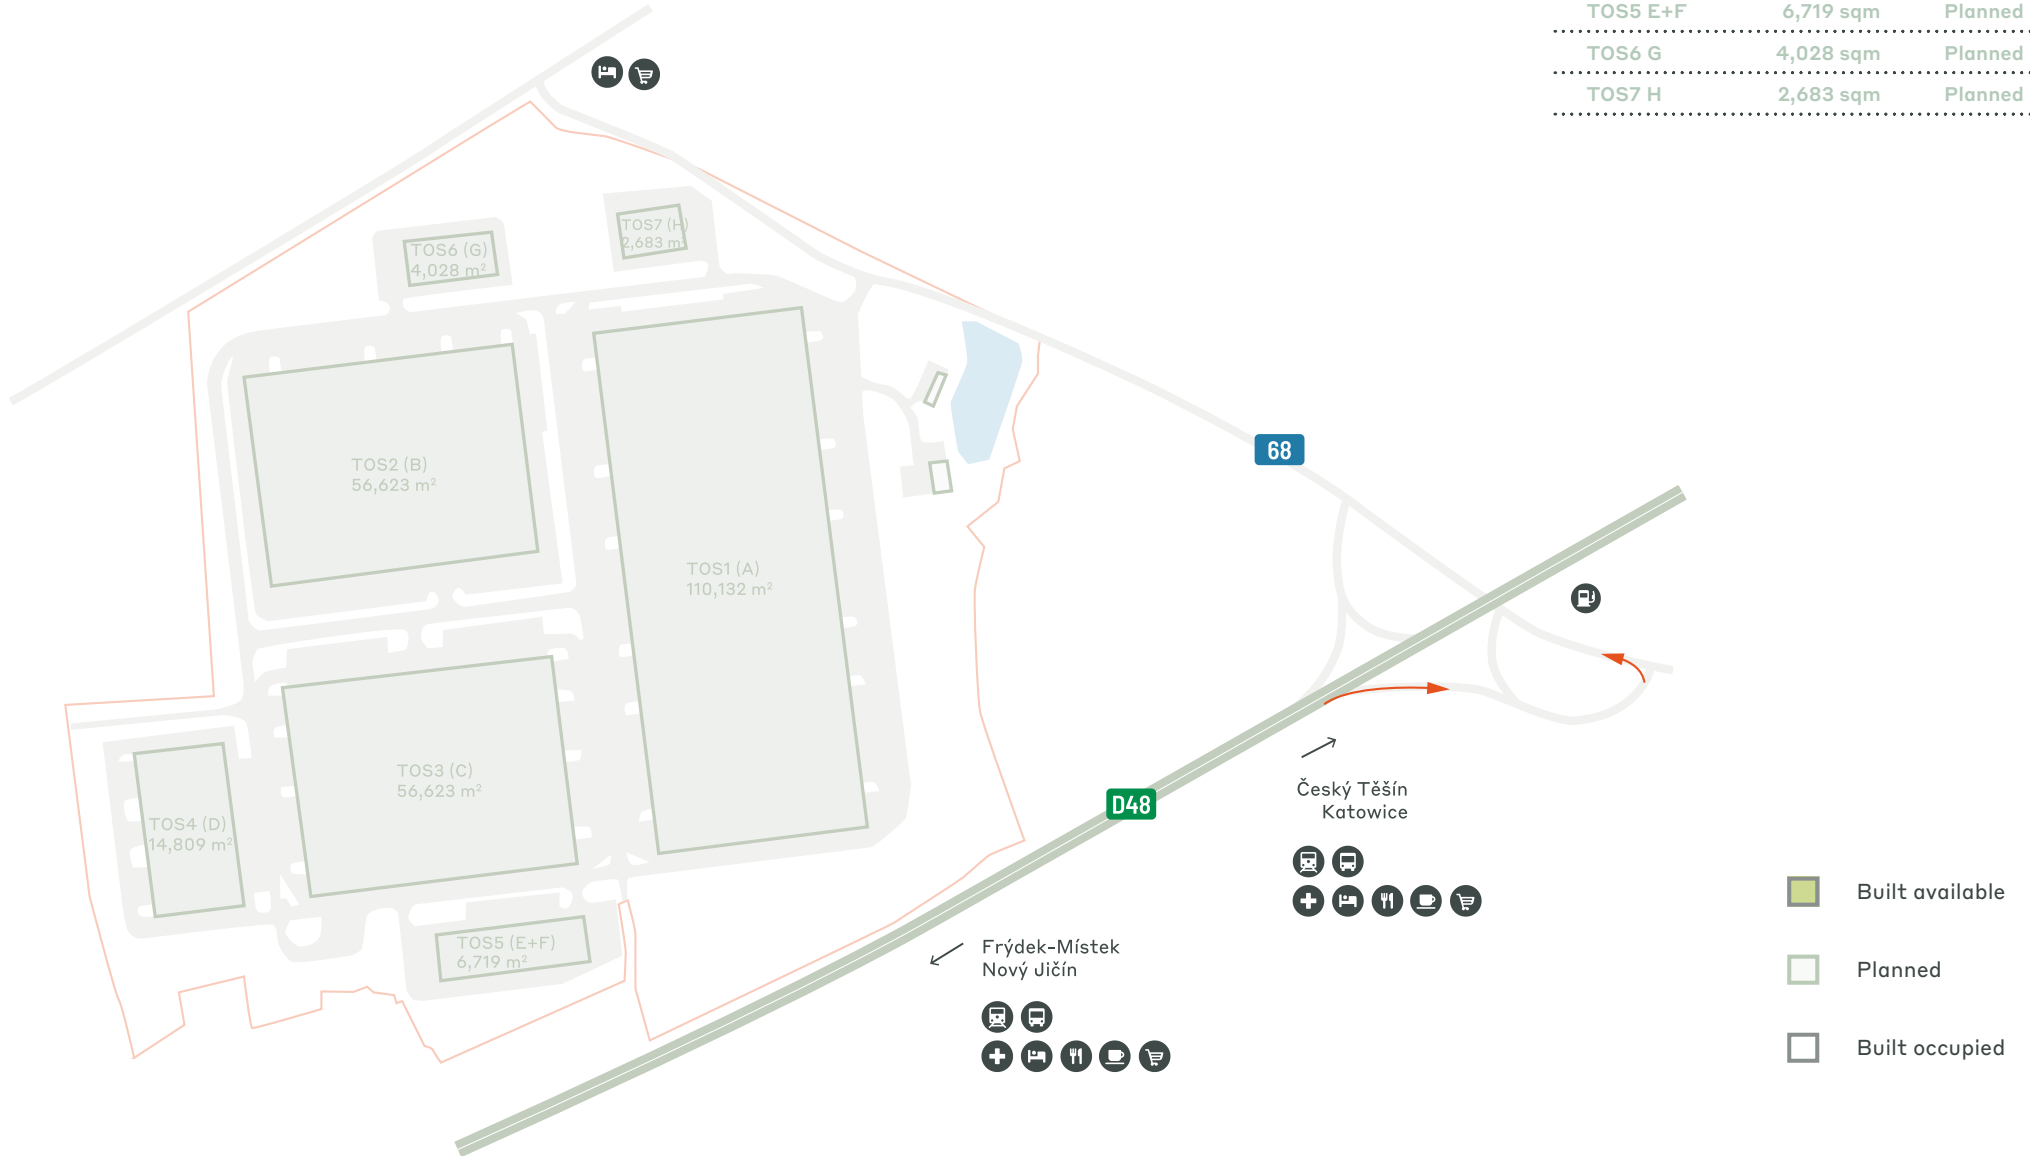 TOS5 E+F 6,719 sqm Planned
TOS6 G 4,028 sqm Planned
TOS7 H 2,683 sqm Planned
TOS7 (H)
2,683 m²
TOS6 (G)
4,028 m²
TOS2 (B)
56,623 m²
TOS1 (A)
110,132 m²
68
TOS3 (C)
56,623 m²
TOS4 (D)
14,809 m²
D48
Český Těšín
Katowice
TOS5 (E+F)
6,719 m²
Frýdek-Místek
Nový Jičín
Built available
Planned
Built occupied